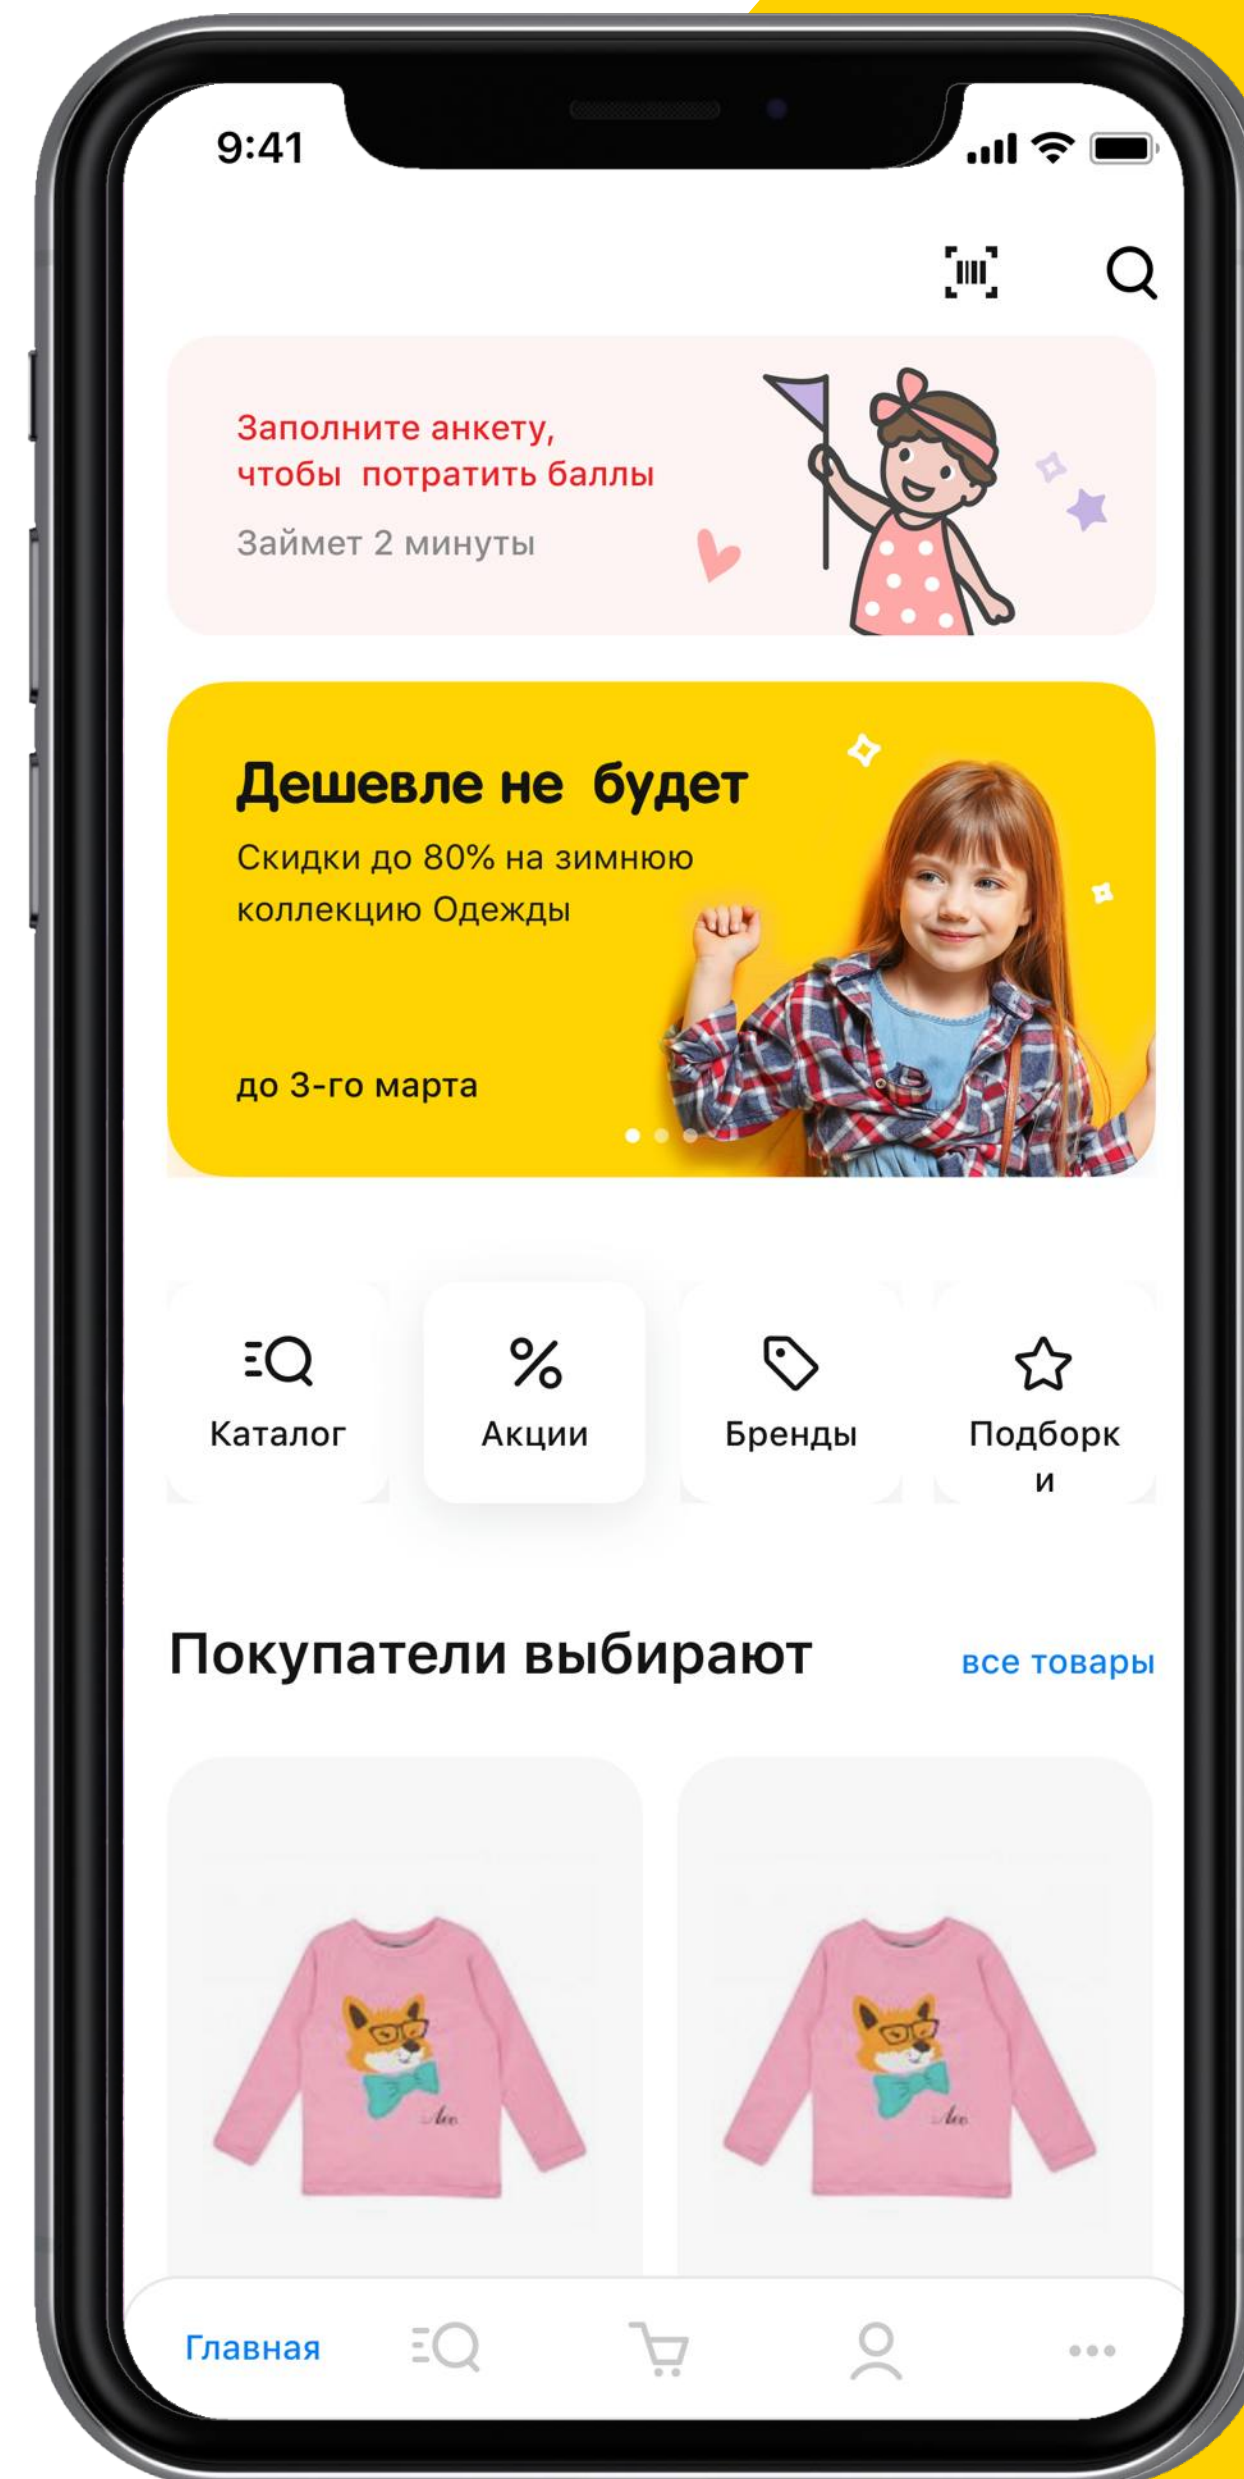 9:41
Заполните анкету,
чтобы  потратить баллы
Займет 2 минуты
Дешевле не  будет
Скидки до 80% на зимнюю
коллекцию Одежды
до 3-го марта
Каталог
Акции
Бренды
Подборк
и
Покупатели выбирают
все товары
Главная